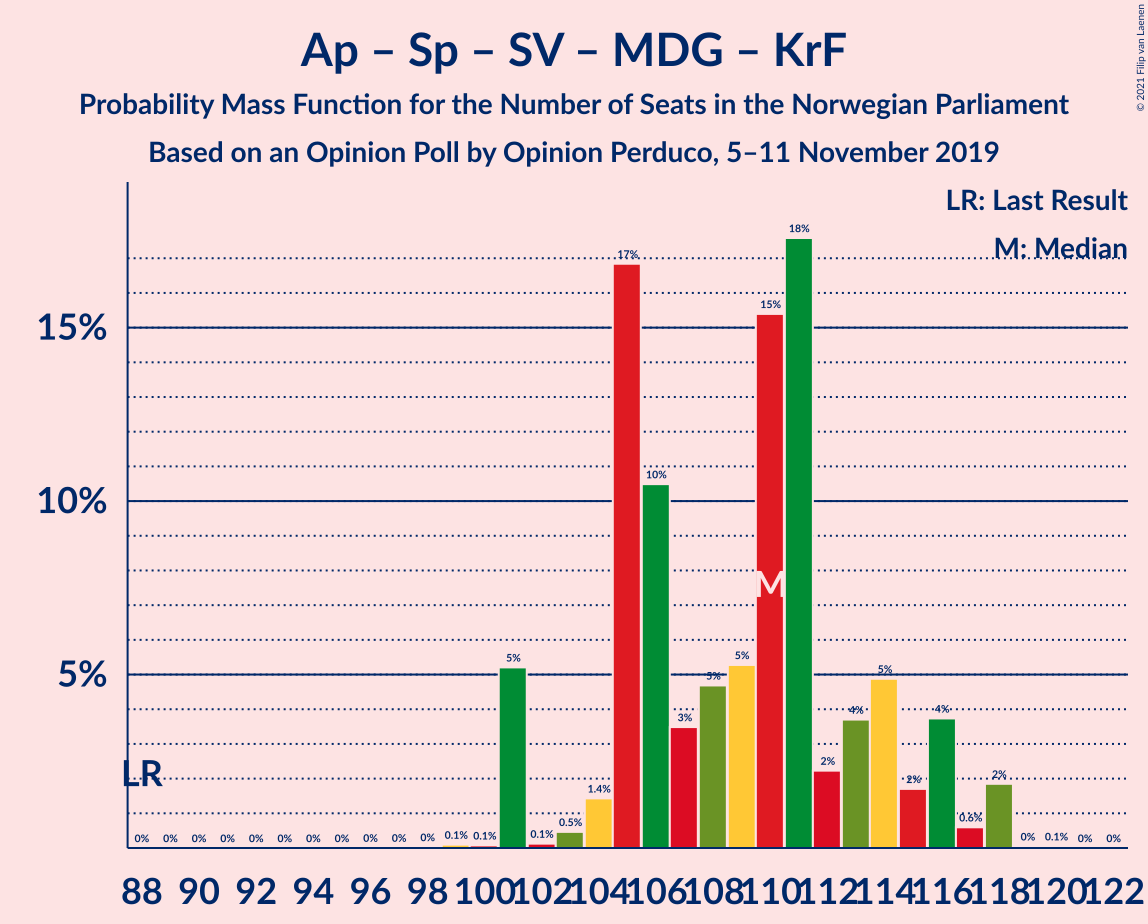 Ap – Sp – SV – MDG – KrF
Probability Mass Function for the Number of Seats in the Norwegian Parliament
Based on an Opinion Poll by Opinion Perduco, 5–11 November 2019
© 2021 Filip van Laenen
LR: Last Result
M: Median
15%
10%
5%
LR
M
0% 0% 0% 0% 0% 0% 0% 0% 0% 0% 0% 0.1% 0.1% 5% 0.1% 0.5% 1.4% 17% 10% 3% 5% 5% 15% 18% 2% 4% 5% 2% 4% 0.6% 2% 0% 0.1% 0% 0%
88 90 92 94 96 98 100 102 104 106 108 110 112 114 116 118 120 122